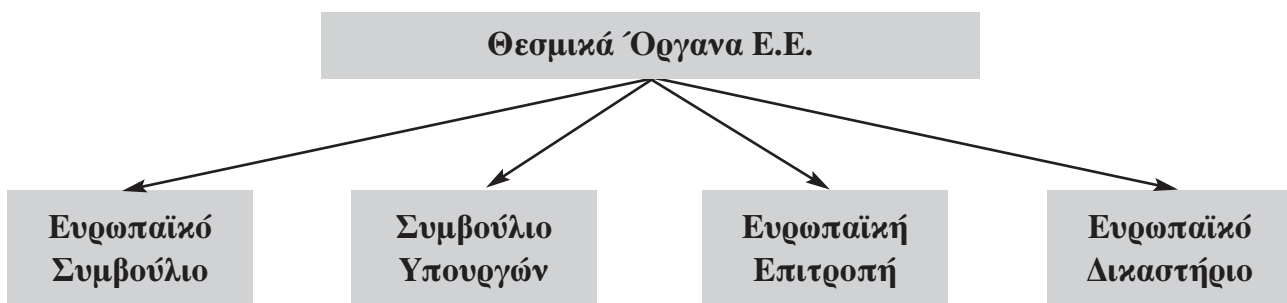 Θεσμικά Όργανα Ε.Ε.
Ευρωπαϊκό
Συμβούλιο
Συμβούλιο
Υπουργών
Ευρωπαϊκή
Επιτροπή
Ευρωπαϊκό
Δικαστήριο